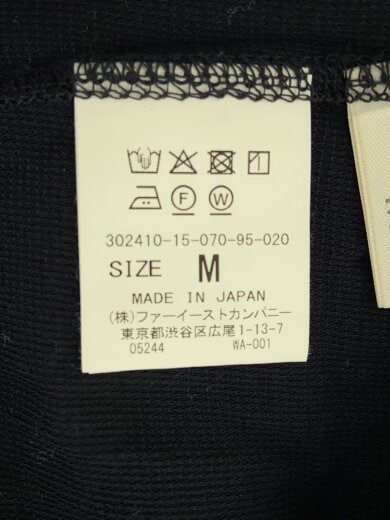 F W
302410-15-070-95-020
SIZE M
MADE IN JAPAN
(株)ファーイーストカンパニー
東京都渋谷区広尾1-13-7
05244 WA-001